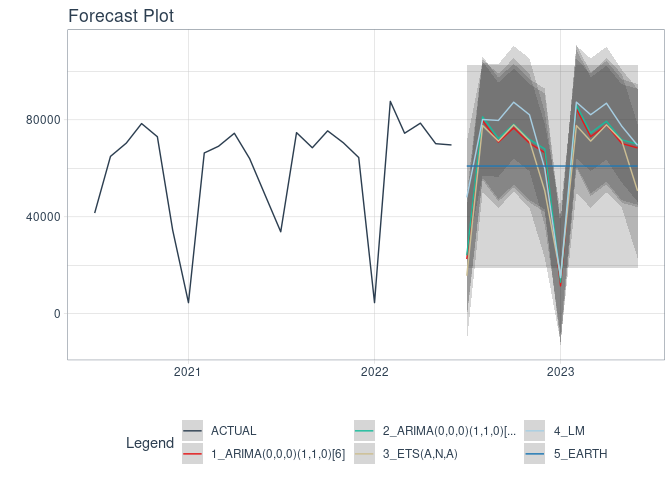 Forecast Plot
80000
40000
0
2021 2022 2023
Legend
ACTUAL 2_ARIMA(0,0,0)(1,1,0)[... 4_LM
1_ARIMA(0,0,0)(1,1,0)[6] 3_ETS(A,N,A) 5_EARTH